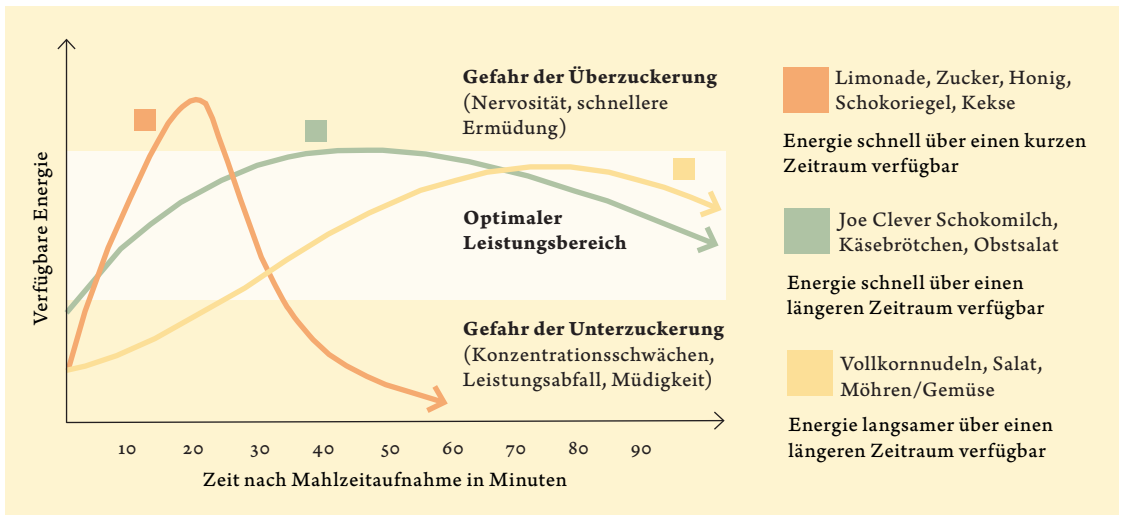 Verfügbare Energie
Gefahr der Überzuckerung
(Nervosität, schnellere
Ermüdung)
Optimaler
Leistungsbereich
Gefahr der Unterzuckerung
(Konzentrationsschwächen,
Leistungsabfall, Müdigkeit)
10 20 30 40 50 60 70 80 90
Zeit nach Mahlzeitaufnahme in Minuten
Limonade, Zucker, Honig,
Schokoriegel, Kekse
Energie schnell über einen kurzen
Zeitraum verfügbar
Joe Clever Schokomilch,
Käsebrötchen, Obstsalat
Energie schnell über einen
längeren Zeitraum verfügbar
Vollkornnudeln, Salat,
Möhren/Gemüse
Energie langsamer über einen
längeren Zeitraum verfügbar